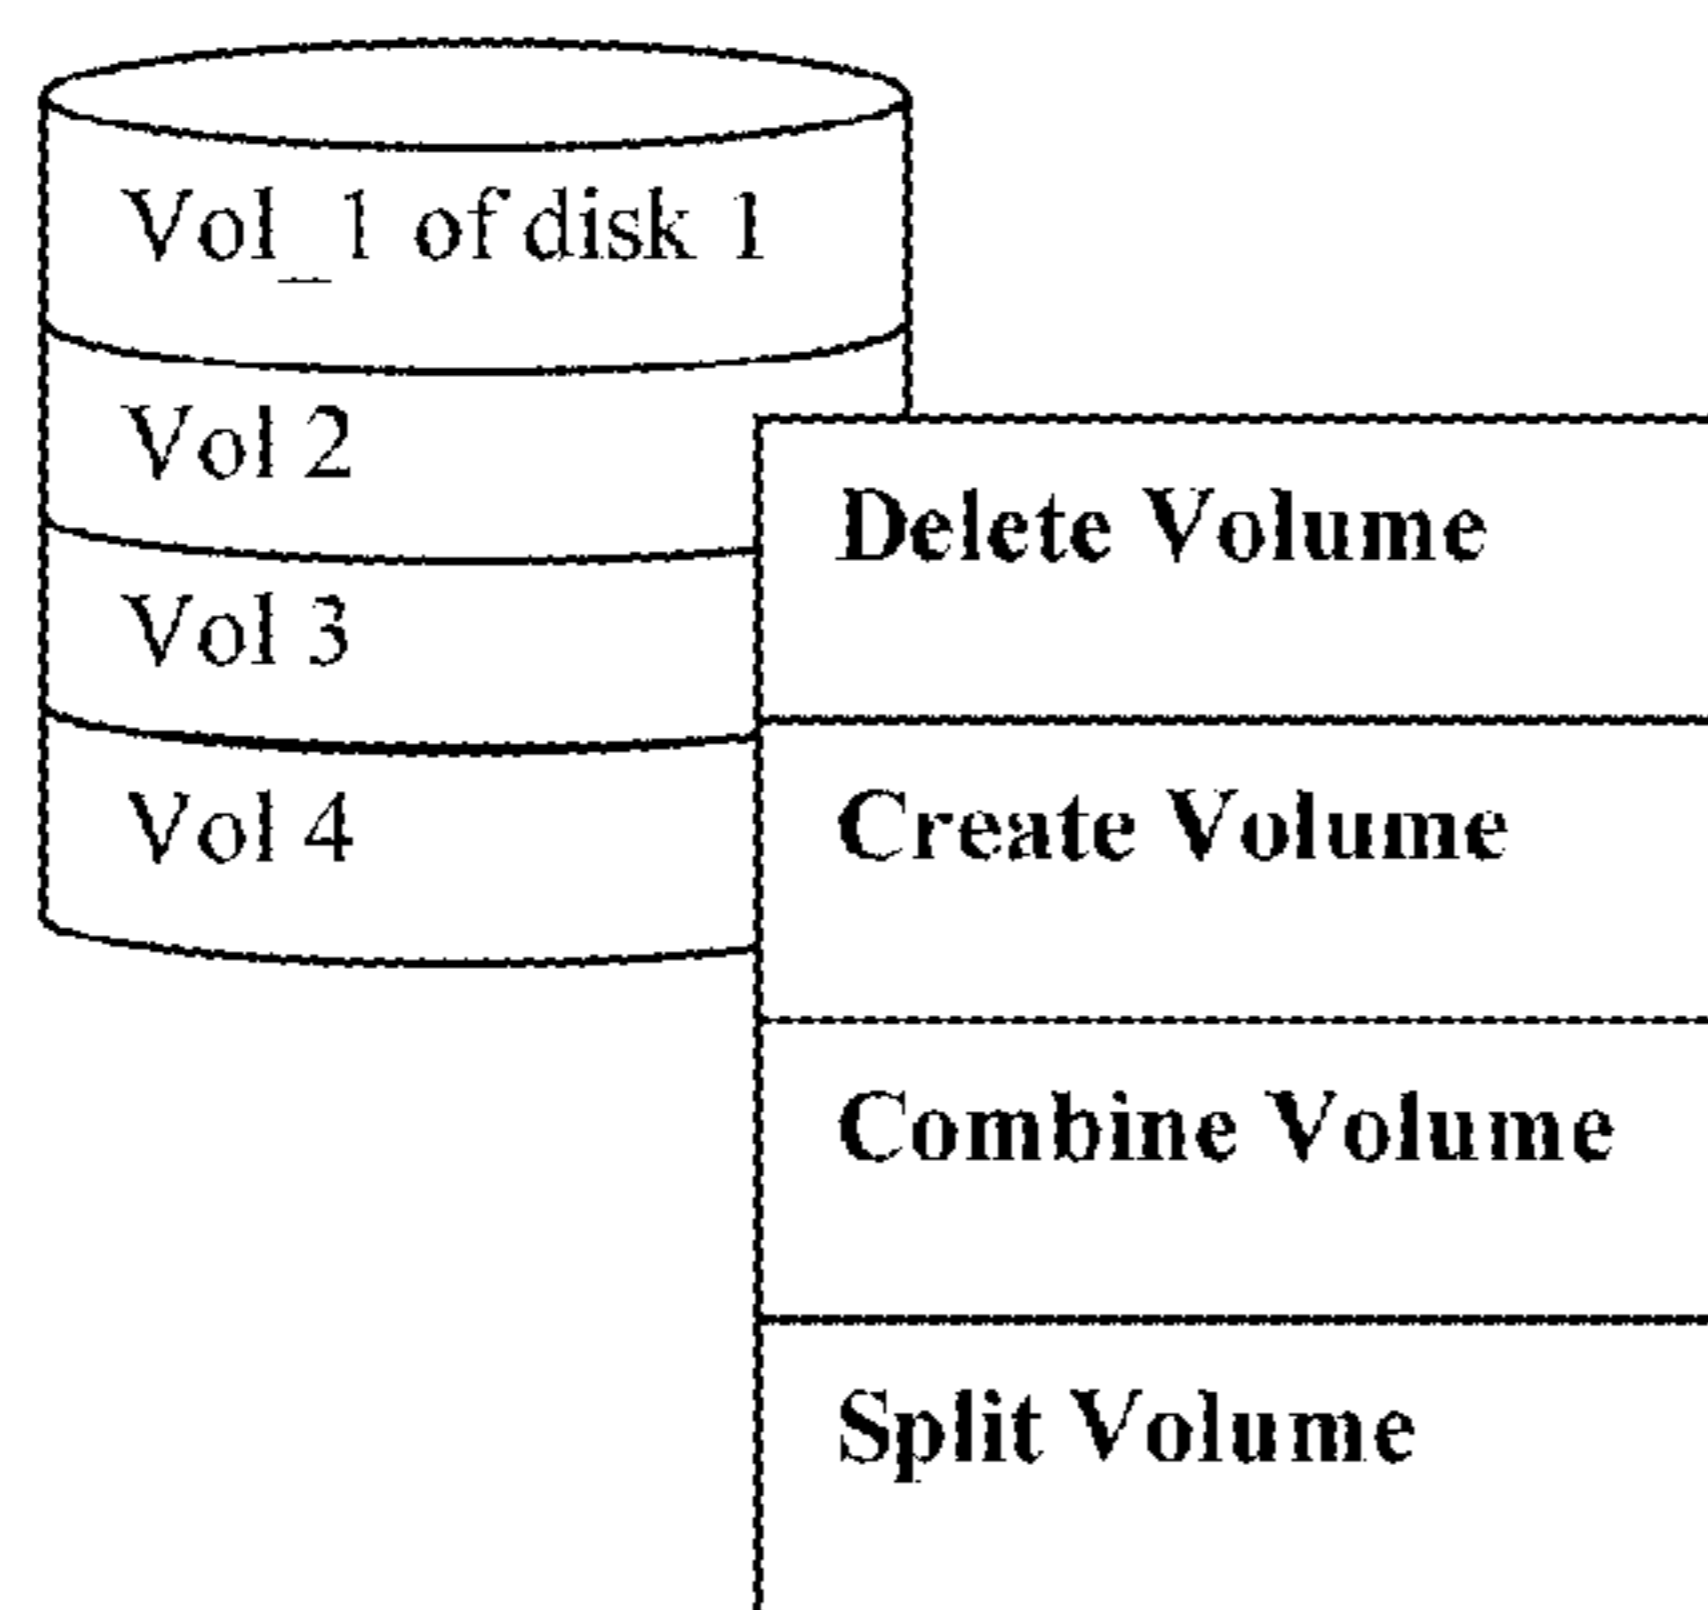 Vol_1 of disk 1
Vol 2
Vol 3
Vol 4
Delete Volume
Create Volume
Combine Volume
Split Volume